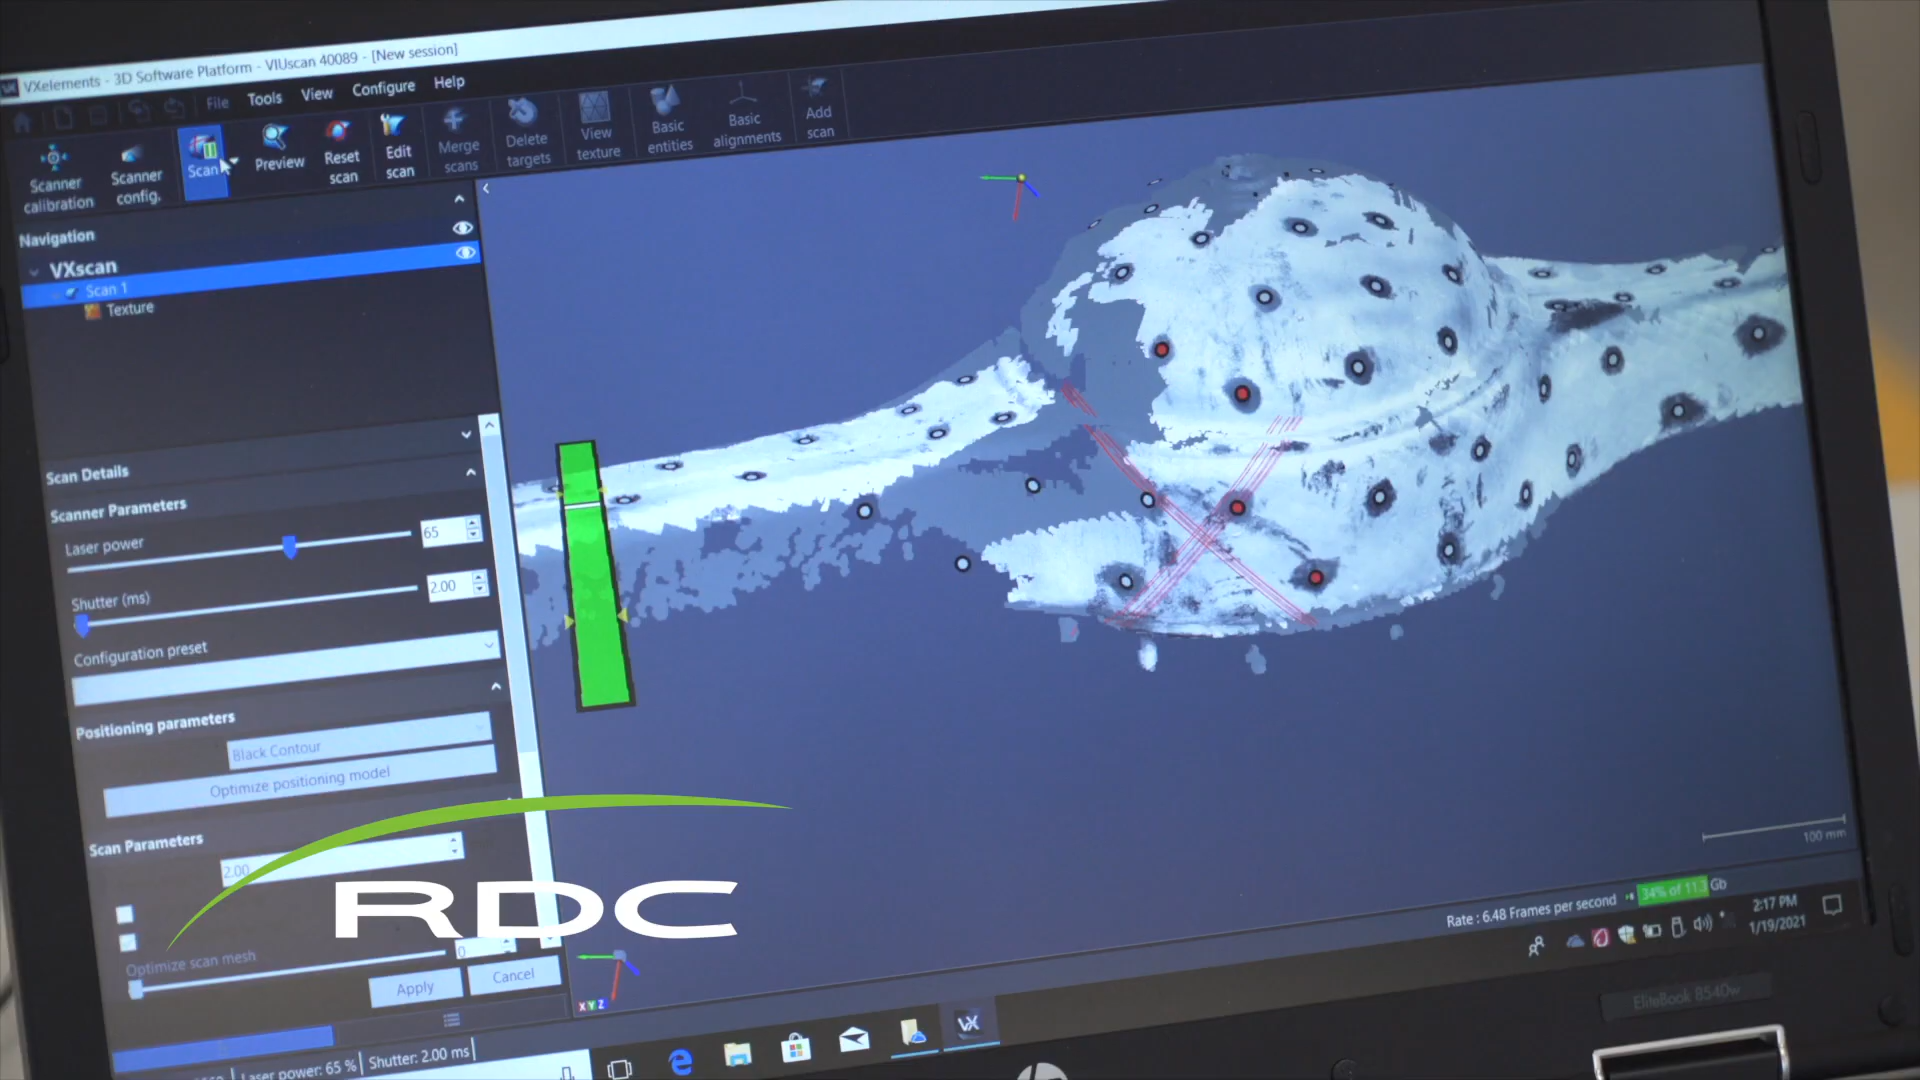 VXelements - 3D Software Platform - VIUscan 40089 - [New session]
File Tools View Configure Help
Scanner calibration
Scanner config.
Scan
Preview
Reset scan
Edit scan
Merge scans
Delete targets
View texture
Basic entities
Basic alignments
Add scan
Navigation
VXscan
Scan 1
Texture
Scan Details
Scanner Parameters
Laser power 65
Shutter (ms) 2.00
Configuration preset
Positioning parameters
Black Contour
Optimize positioning model
Scan Parameters
2.00
RDC
Optimize scan mesh 0
Apply Cancel
100 mm
Rate : 6.48 Frames per second 34% of 11.3 Gb
X Y Z
Laser power: 65 % Shutter: 2.00 ms
VX
2:17 PM
1/19/2021
EliteBook 8540w
hp